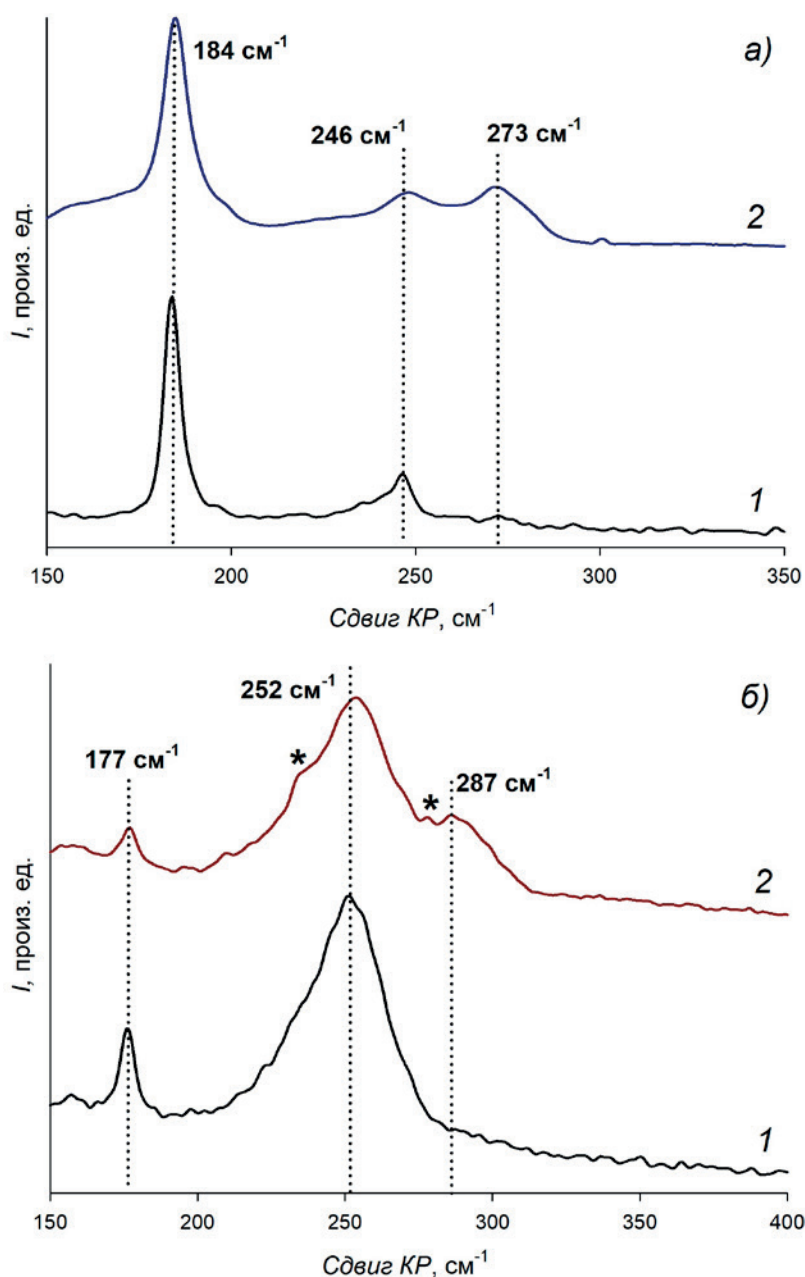 184 см⁻¹
а)
246 см⁻¹
273 см⁻¹
2
1
I, произ. ед.
150 200 250 300 350
Сдвиг КР, см⁻¹
252 см⁻¹
б)
177 см⁻¹
*
*
287 см⁻¹
2
1
I, произ. ед.
150 200 250 300 350 400
Сдвиг КР, см⁻¹